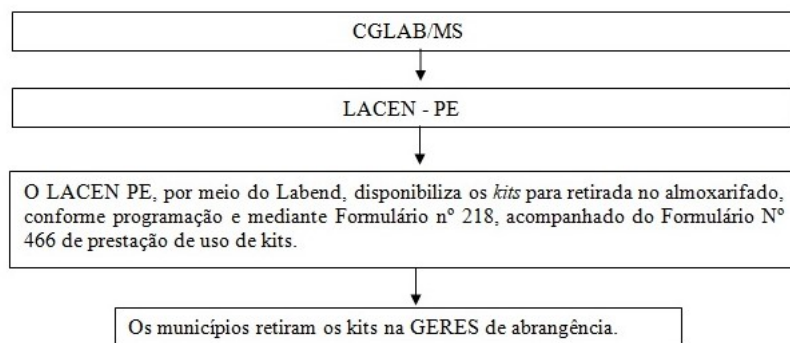 CGLAB/MS
LACEN - PE
O LACEN PE, por meio do Labend, disponibiliza os kits para retirada no almoxarifado,
conforme programação e mediante Formulário nº 218, acompanhado do Formulário Nº
466 de prestação de uso de kits.
Os municípios retiram os kits na GERES de abrangência.